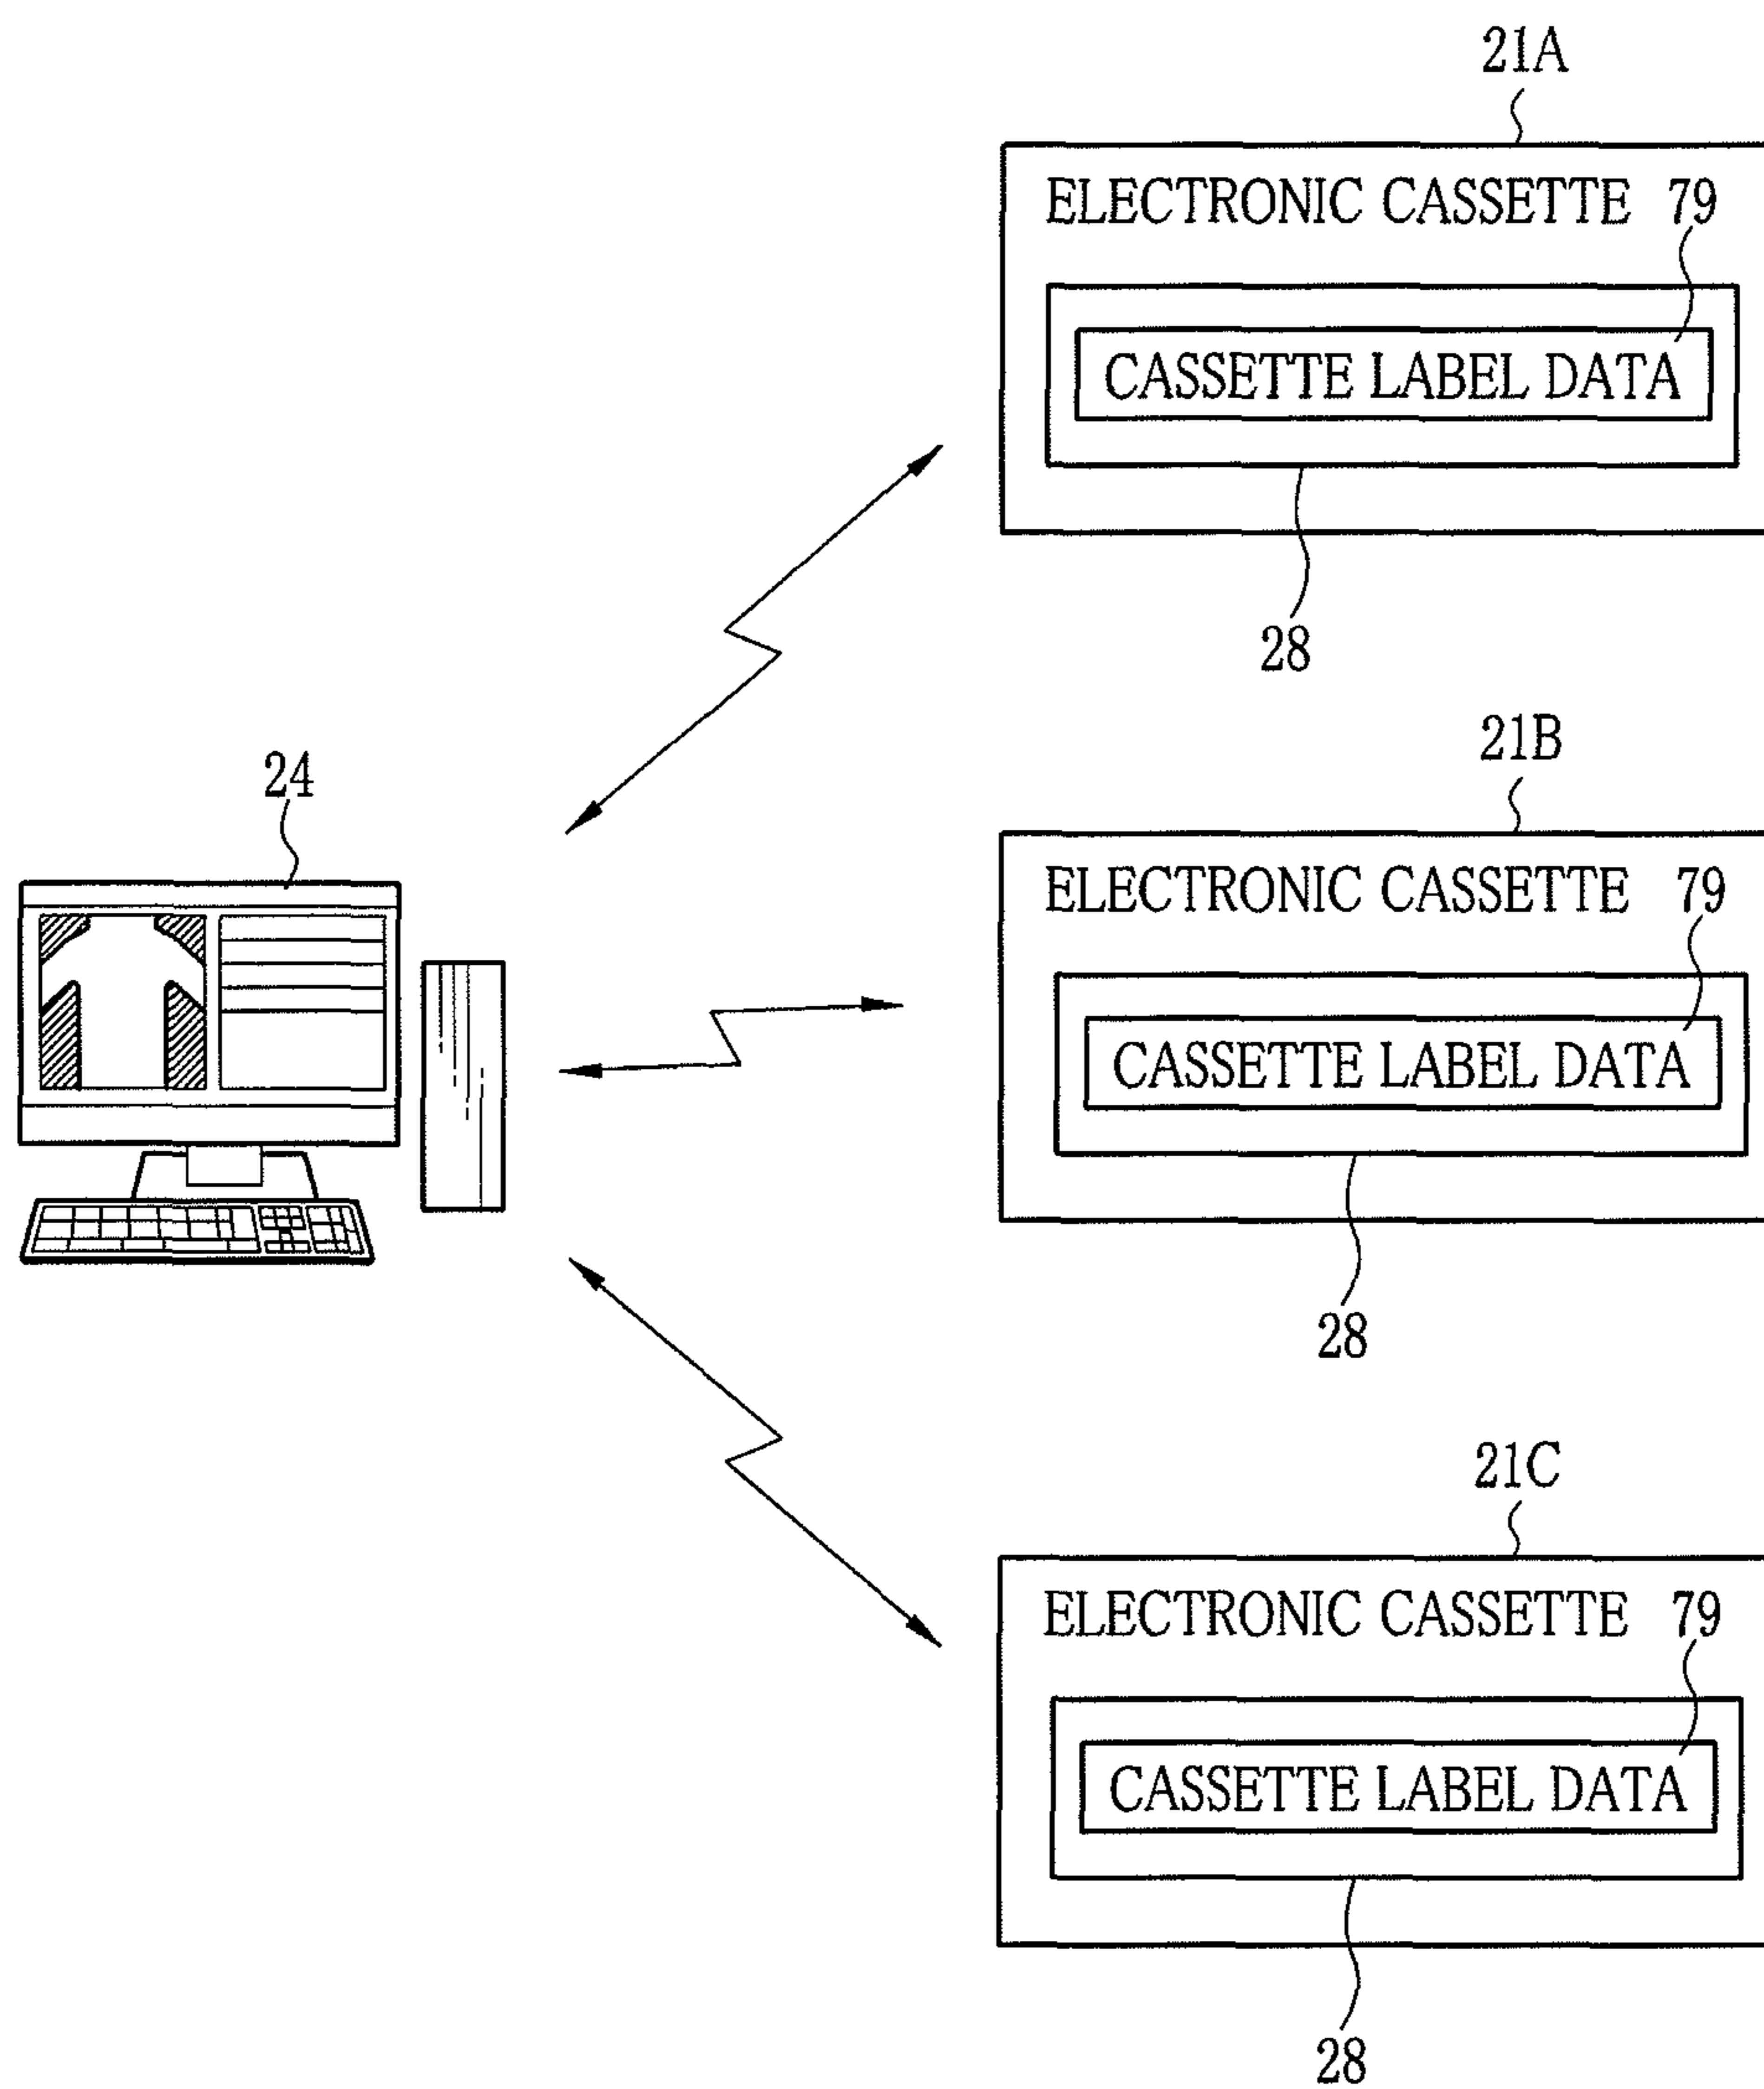 21A
ELECTRONIC CASSETTE 79
CASSETTE LABEL DATA
28
24
21B
ELECTRONIC CASSETTE 79
CASSETTE LABEL DATA
28
21C
ELECTRONIC CASSETTE 79
CASSETTE LABEL DATA
28